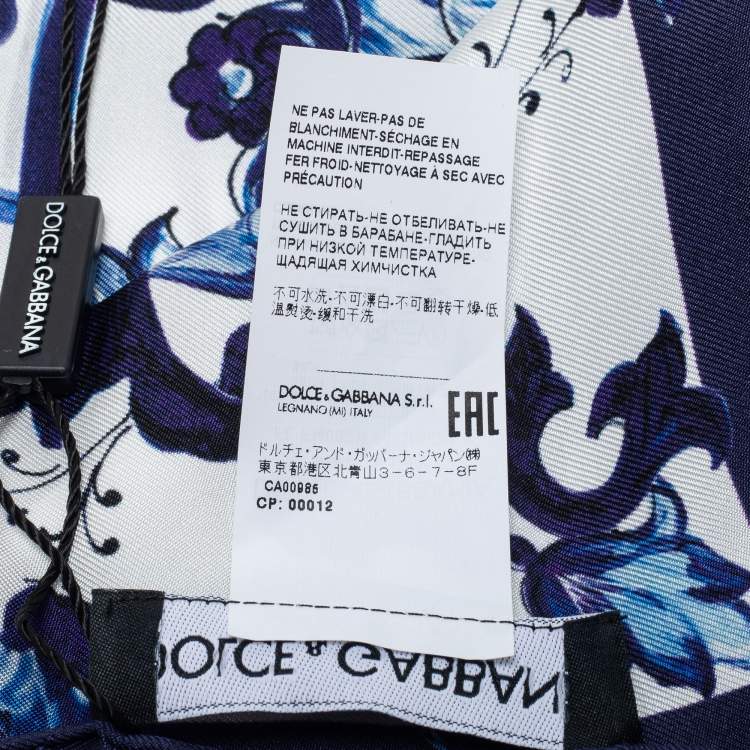 NE PAS LAVER-PAS DE
BLANCHIMENT-SÉCHAGE EN
MACHINE INTERDIT-REPASSAGE
FER FROID-NETTOYAGE À SEC AVEC
PRÉCAUTION
НЕ СТИРАТЬ-НЕ ОТБЕЛИВАТЬ-НЕ
СУШИТЬ В БАРАБАНЕ-ГЛАДИТЬ
ПРИ НИЗКОЙ ТЕМПЕРАТУРЕ-
ЩАДЯЩАЯ ХИМЧИСТКА
不可水洗-不可漂白-不可翻转干燥-低
温熨烫-缓和干洗
DOLCE & GABBANA S.r.l.
LEGNANO (MI) ITALY
EAC
ドルチェ・アンド・ガッバーナ・ジャパン㈱
東京都港区北青山3-6-7-8F
CA00985
CP: 00012
DOLCE & GABBANA
DOLCE & GABBAN